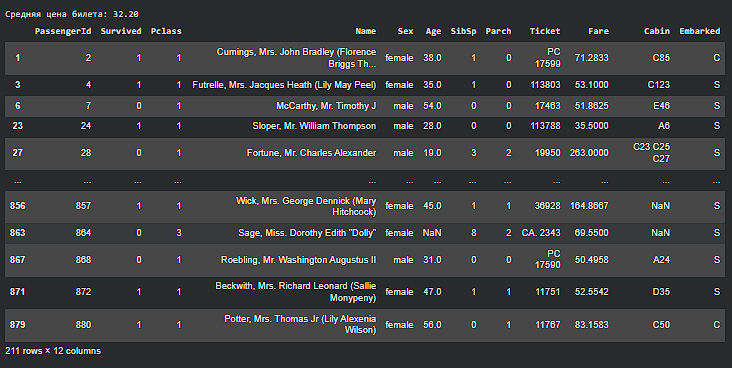 Средняя цена билета: 32.20
PassengerId Survived Pclass Name Sex Age SibSp Parch Ticket Fare Cabin Embarked
1 2 1 1 Cumings, Mrs. John Bradley (Florence Briggs Th... female 38.0 1 0 PC 17599 71.2833 C85 C
3 4 1 1 Futrelle, Mrs. Jacques Heath (Lily May Peel) female 35.0 1 0 113803 53.1000 C123 S
6 7 0 1 McCarthy, Mr. Timothy J male 54.0 0 0 17463 51.8625 E46 S
23 24 1 1 Sloper, Mr. William Thompson male 28.0 0 0 113788 35.5000 A6 S
27 28 0 1 Fortune, Mr. Charles Alexander male 19.0 3 2 19950 263.0000 C23 C25 C27 S
... ... ... ... ... ... ... ... ... ... ... ... ...
856 857 1 1 Wick, Mrs. George Dennick (Mary Hitchcock) female 45.0 1 1 36928 164.8667 NaN S
863 864 0 3 Sage, Miss. Dorothy Edith "Dolly" female NaN 8 2 CA. 2343 69.5500 NaN S
867 868 0 1 Roebling, Mr. Washington Augustus II male 31.0 0 0 PC 17590 50.4958 A24 S
871 872 1 1 Beckwith, Mrs. Richard Leonard (Sallie Monypeny) female 47.0 1 1 11751 52.5542 D35 S
879 880 1 1 Potter, Mrs. Thomas Jr (Lily Alexenia Wilson) female 56.0 0 1 11767 83.1583 C50 C
211 rows × 12 columns